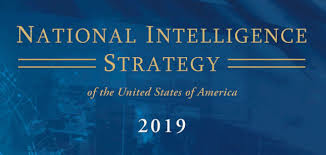 NATIONAL INTELLIGENCE
STRATEGY
of the United States of America
2019